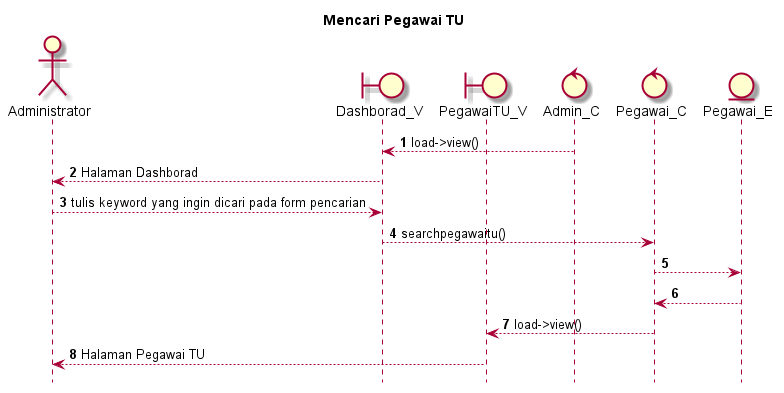 Mencari Pegawai TU
Administrator
Dashborad_V
PegawaiTU_V
Admin_C
Pegawai_C
Pegawai_E
1 load->view()
2 Halaman Dashborad
3 tulis keyword yang ingin dicari pada form pencarian
4 searchpegawaitu()
5
6
7 load->view()
8 Halaman Pegawai TU